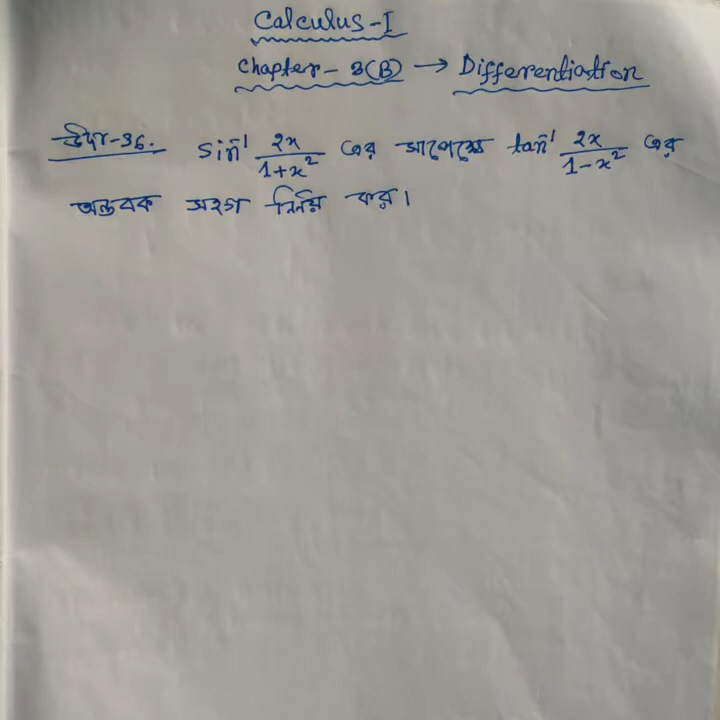 Calculus-I
Chapter- 3(B) → Differentiation
উদা-36. sin⁻¹ 2x/1+x² এর সাপেক্ষে tan⁻¹ 2x/1-x² এর
অন্তরক সহগ নির্নয় কর।